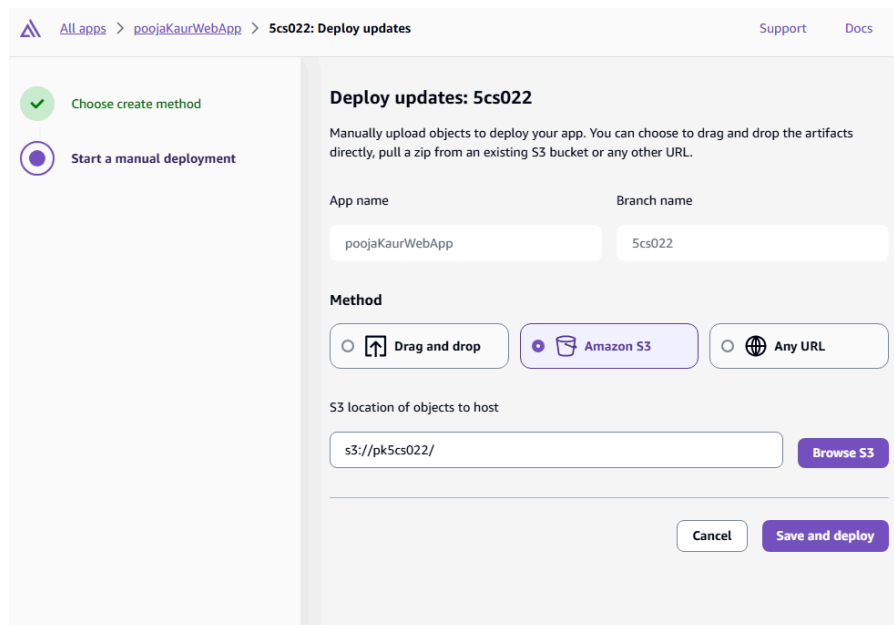 All apps > poojaKaurWebApp > 5cs022: Deploy updates
Support
Docs
Choose create method
Start a manual deployment
Deploy updates: 5cs022
Manually upload objects to deploy your app. You can choose to drag and drop the artifacts
directly, pull a zip from an existing S3 bucket or any other URL.
App name
Branch name
poojaKaurWebApp
5cs022
Method
Drag and drop
Amazon S3
Any URL
S3 location of objects to host
s3://pk5cs022/
Browse S3
Cancel
Save and deploy